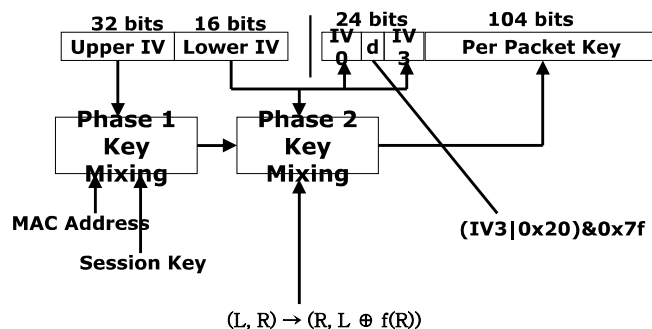 32 bits 16 bits 24 bits 104 bits
Upper IV Lower IV IV 0 d IV 3 Per Packet Key
Phase 1 Key Mixing
Phase 2 Key Mixing
MAC Address
(IV3|0x20)&0x7f
Session Key
(L, R) → (R, L ⊕ f(R))